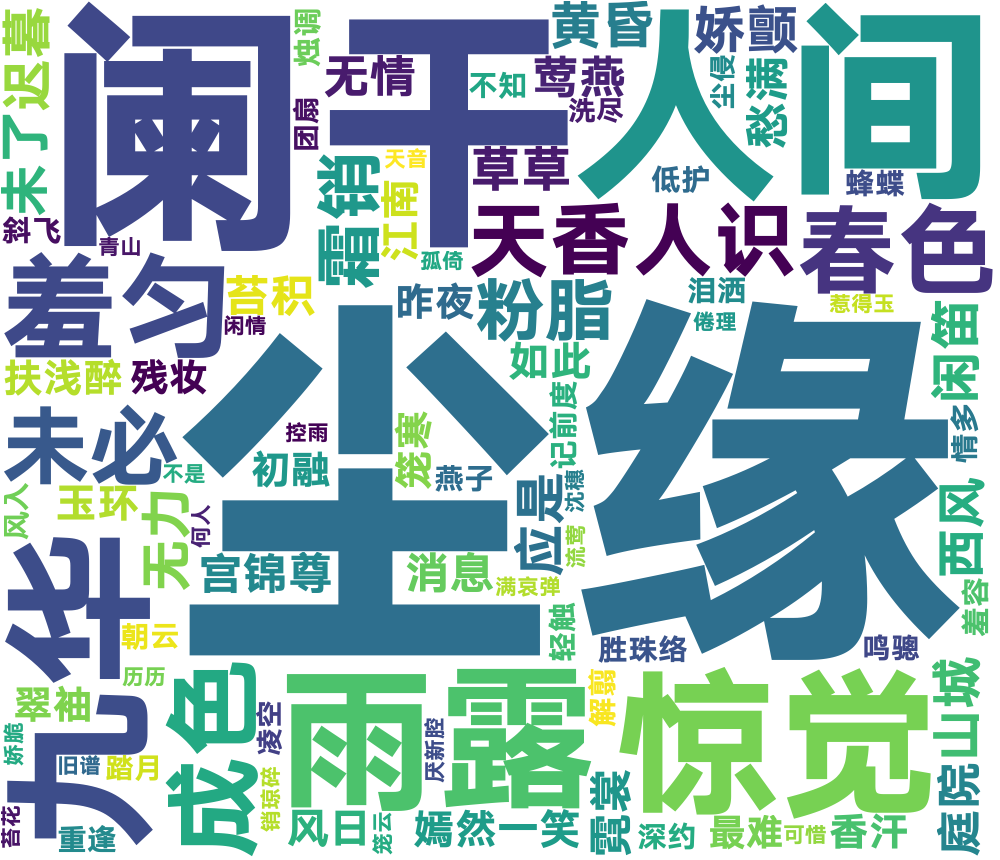 阑干
人间
尘缘
九华
雨露
惊觉
春色
天香
人识
羞匀
未必
成色
粉脂
霜销
黄昏
娇颤
莺燕
无情
不知
洗尽
尘侵
愁满
烛调
团扇
迟暮
未了
斜飞
青山
草草
天音
江南
孤倚
低护
蜂蝶
苔积
闲情
昨夜
泪洒
倦理
惹得玉
扶浅醉
残妆
如此
闲笛
控雨
笼寒
记前度
情多
初融
燕子
不是
应是
沈穗
流莺
玉环
风入
无力
何人
西风
宫锦尊
消息
满哀弹
羞容
朝云
轻触
胜珠络
鸣骢
历历
翠袖
解翦
山城
庭院
娇脆
旧谱
踏月
凌空
厌新腔
销琼碎
苔花
重逢
风日
笼云
嫣然一笑
霓裳
深约
最难
可惜
香汗